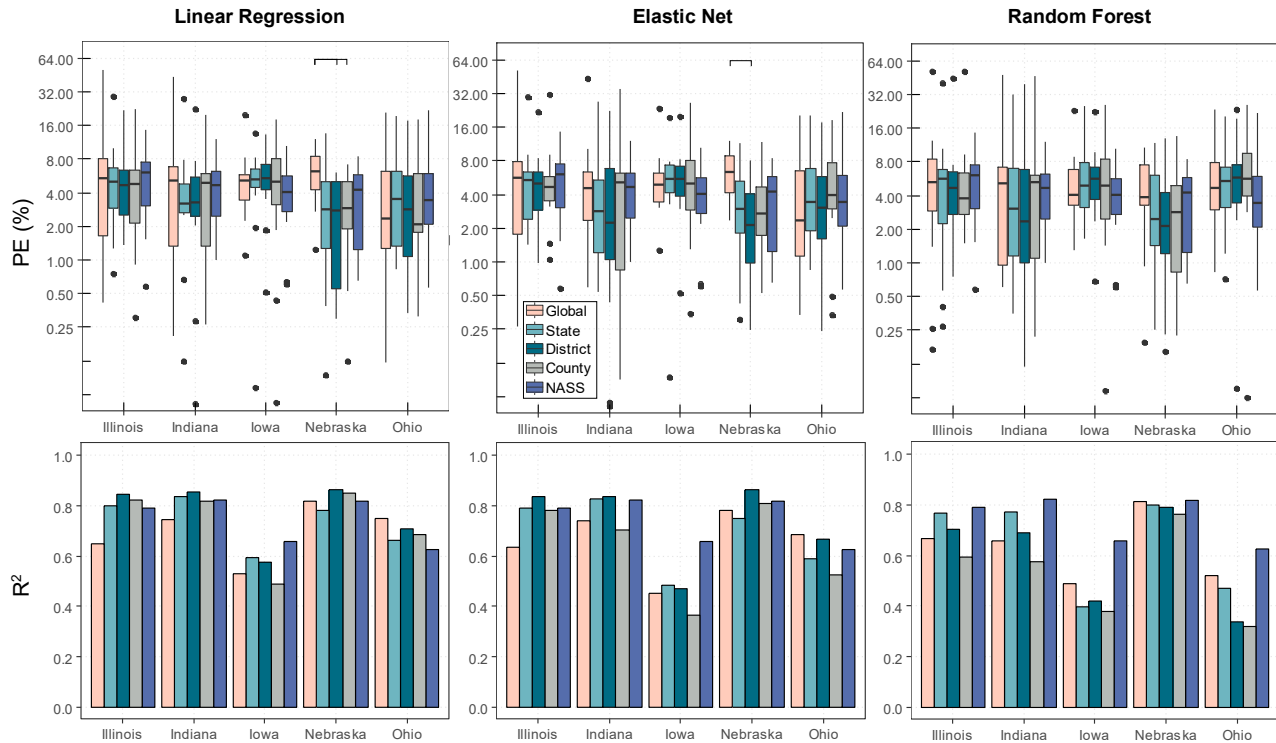 Linear Regression
Elastic Net
Random Forest
PE (%)
64.00
32.00
16.00
8.00
4.00
2.00
1.00
0.50
0.25
Illinois
Indiana
Iowa
Nebraska
Ohio
64.00
32.00
16.00
8.00
4.00
2.00
1.00
0.50
0.25
Global
State
District
County
NASS
Illinois
Indiana
Iowa
Nebraska
Ohio
64.00
32.00
16.00
8.00
4.00
2.00
1.00
0.50
0.25
Illinois
Indiana
Iowa
Nebraska
Ohio
R²
1.0
0.8
0.6
0.4
0.2
0.0
Illinois
Indiana
Iowa
Nebraska
Ohio
1.0
0.8
0.6
0.4
0.2
0.0
Illinois
Indiana
Iowa
Nebraska
Ohio
1.0
0.8
0.6
0.4
0.2
0.0
Illinois
Indiana
Iowa
Nebraska
Ohio